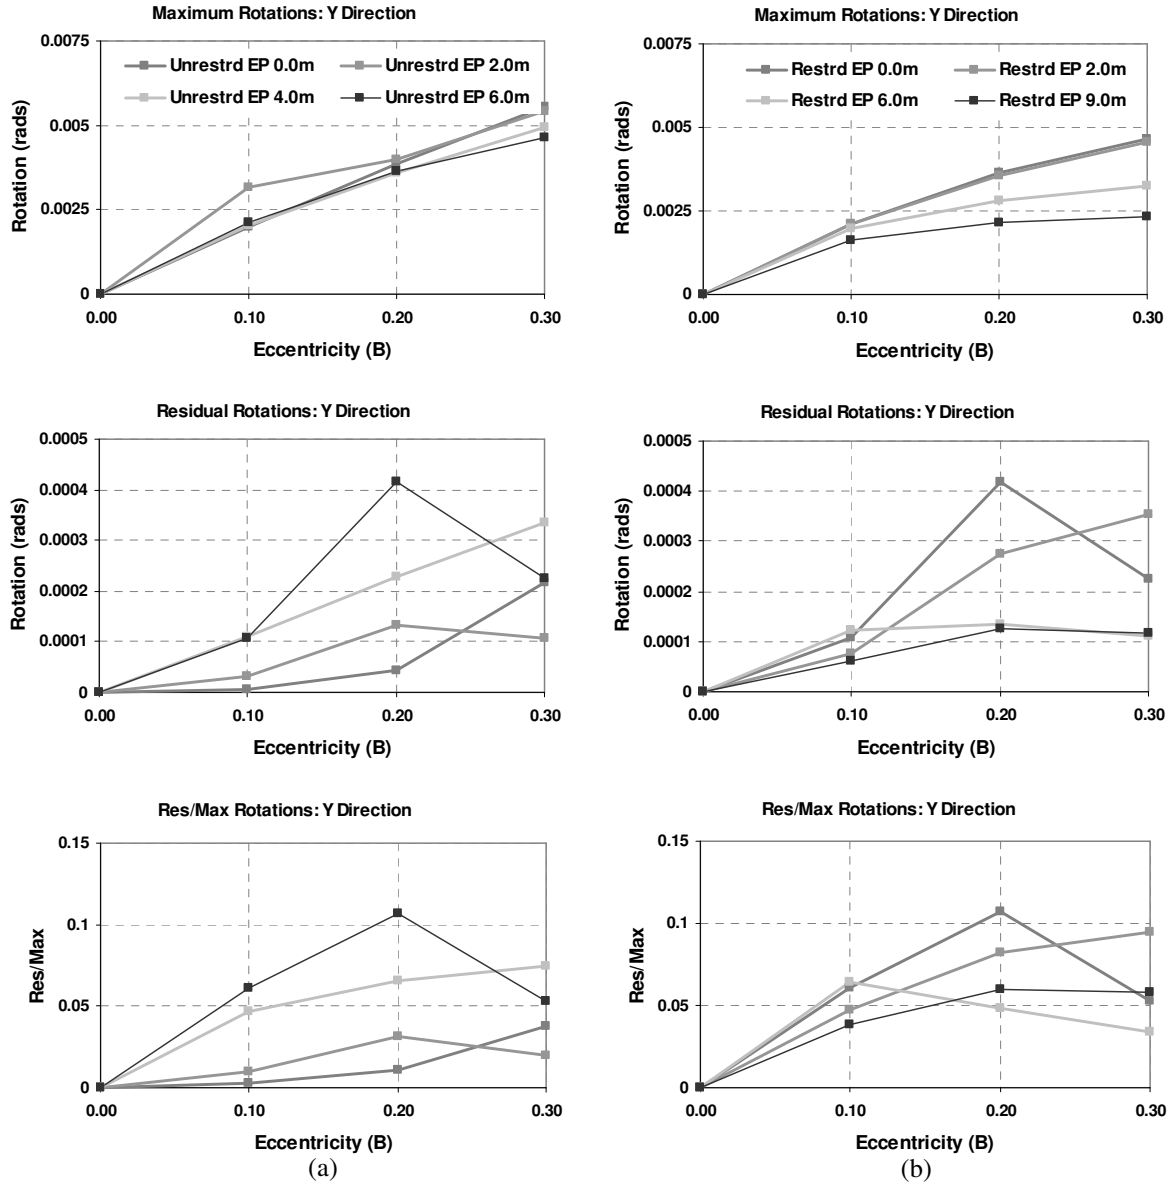 Maximum Rotations: Y Direction
0.0075
0.005
0.0025
0
Rotation (rads)
Unrestrd EP 0.0m
Unrestrd EP 2.0m
Unrestrd EP 4.0m
Unrestrd EP 6.0m
0.00
0.10
0.20
0.30
Eccentricity (B)
Maximum Rotations: Y Direction
0.0075
0.005
0.0025
0
Rotation (rads)
Restrd EP 0.0m
Restrd EP 2.0m
Restrd EP 6.0m
Restrd EP 9.0m
0.00
0.10
0.20
0.30
Eccentricity (B)
Residual Rotations: Y Direction
0.0005
0.0004
0.0003
0.0002
0.0001
0
Rotation (rads)
0.00
0.10
0.20
0.30
Eccentricity (B)
Residual Rotations: Y Direction
0.0005
0.0004
0.0003
0.0002
0.0001
0
Rotation (rads)
0.00
0.10
0.20
0.30
Eccentricity (B)
Res/Max Rotations: Y Direction
0.15
0.1
0.05
0
Res/Max
0.00
0.10
0.20
0.30
Eccentricity (B)
(a)
Res/Max Rotations: Y Direction
0.15
0.1
0.05
0
Res/Max
0.00
0.10
0.20
0.30
Eccentricity (B)
(b)